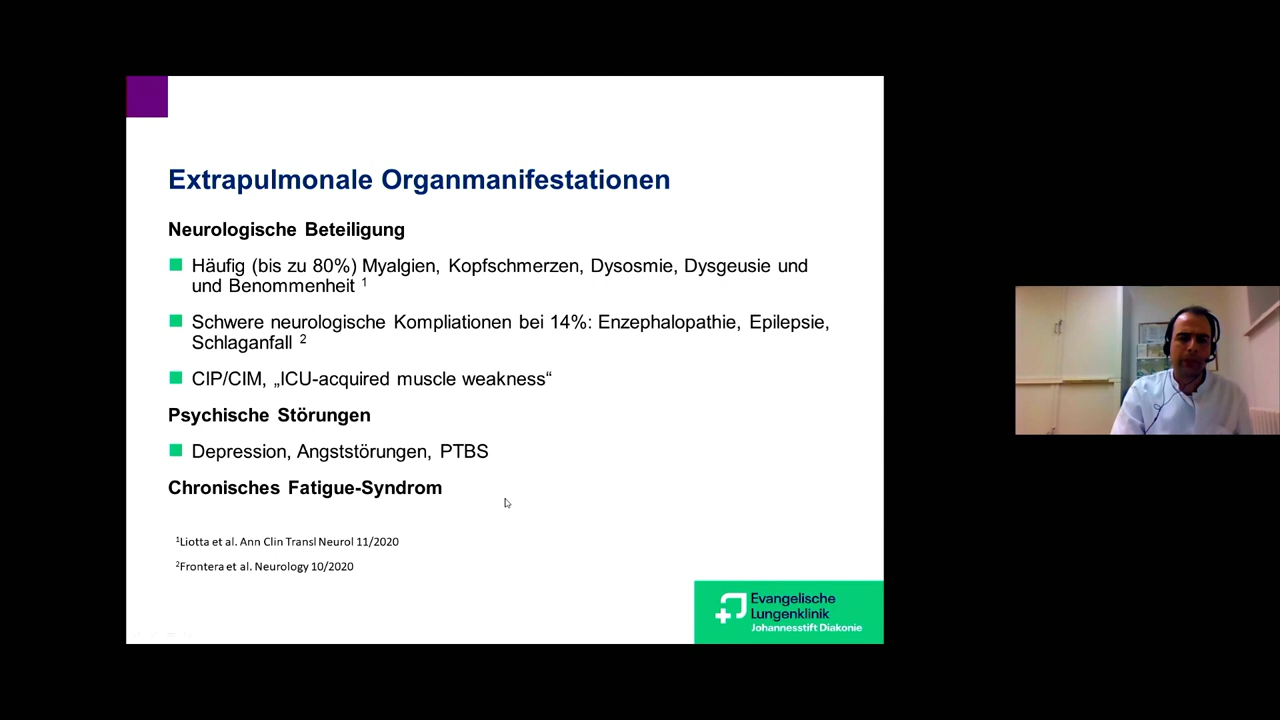 Extrapulmonale Organmanifestationen
Neurologische Beteiligung
Häufig (bis zu 80%) Myalgien, Kopfschmerzen, Dysosmie, Dysgeusie und
und Benommenheit ¹
Schwere neurologische Kompliationen bei 14%: Enzephalopathie, Epilepsie,
Schlaganfall ²
CIP/CIM, „ICU-acquired muscle weakness“
Psychische Störungen
Depression, Angststörungen, PTBS
Chronisches Fatigue-Syndrom
¹Liotta et al. Ann Clin Transl Neurol 11/2020
²Frontera et al. Neurology 10/2020
Evangelische
Lungenklinik
Johannesstift Diakonie